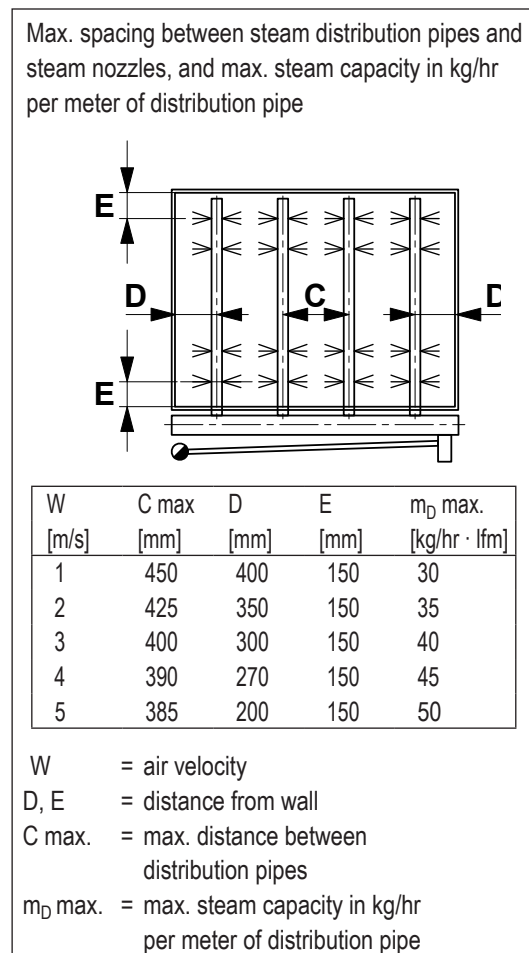 Max. spacing between steam distribution pipes and
steam nozzles, and max. steam capacity in kg/hr
per meter of distribution pipe
E
D C D
E
W C max D E m_D max.
[m/s] [mm] [mm] [mm] [kg/hr · lfm]
1 450 400 150 30
2 425 350 150 35
3 400 300 150 40
4 390 270 150 45
5 385 200 150 50
W = air velocity
D, E = distance from wall
C max. = max. distance between
distribution pipes
m_D max. = max. steam capacity in kg/hr
per meter of distribution pipe